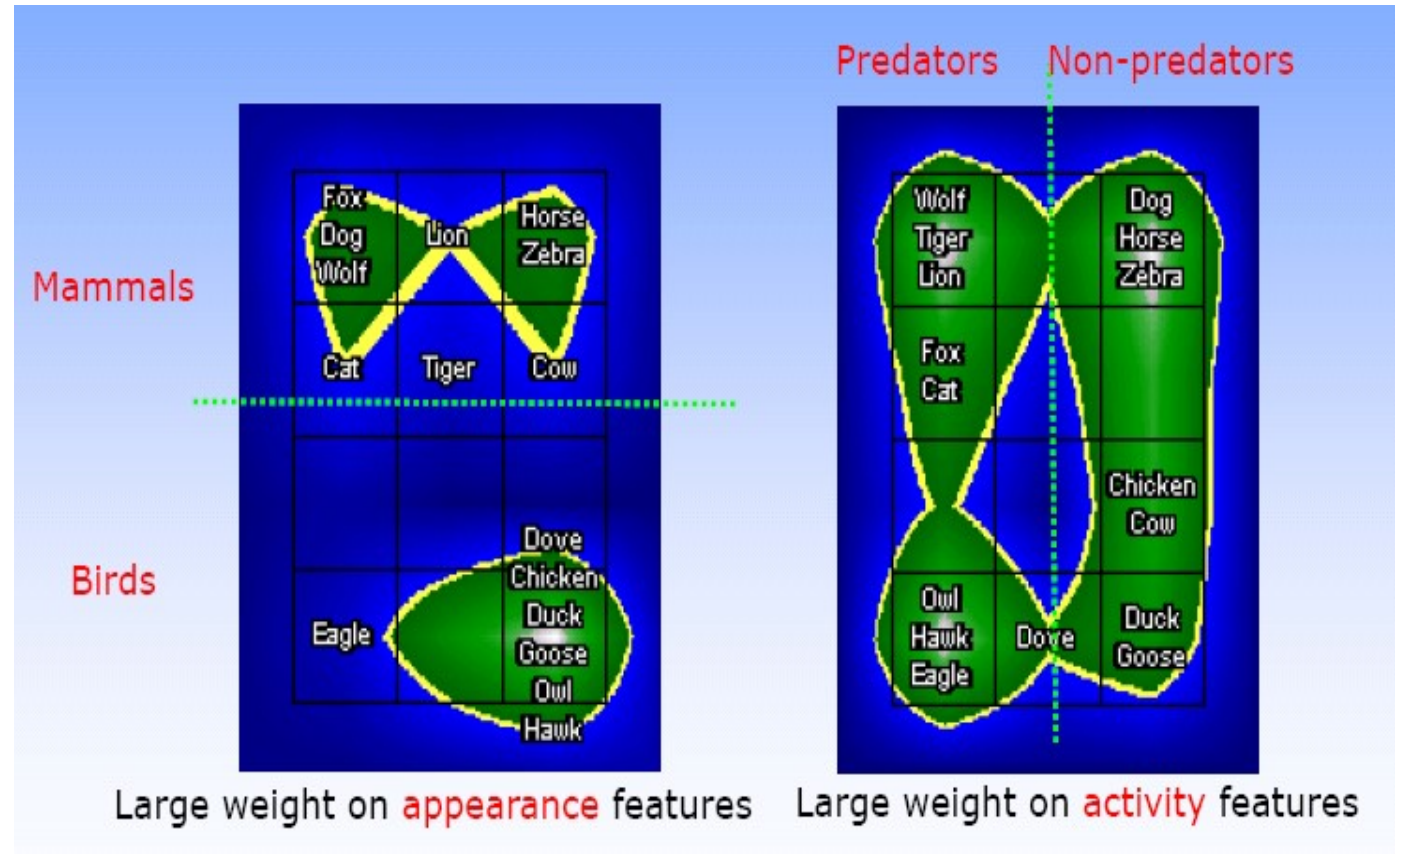 Predators Non-predators
Mammals
Birds
Fox
Dog
Wolf
Lion
Horse
Zebra
Cat
Tiger
Cow
Dove
Chicken
Duck
Goose
Owl
Hawk
Eagle
Large weight on appearance features
Wolf
Tiger
Lion
Dog
Horse
Zebra
Fox
Cat
Chicken
Cow
Owl
Hawk
Eagle
Dove
Duck
Goose
Large weight on activity features